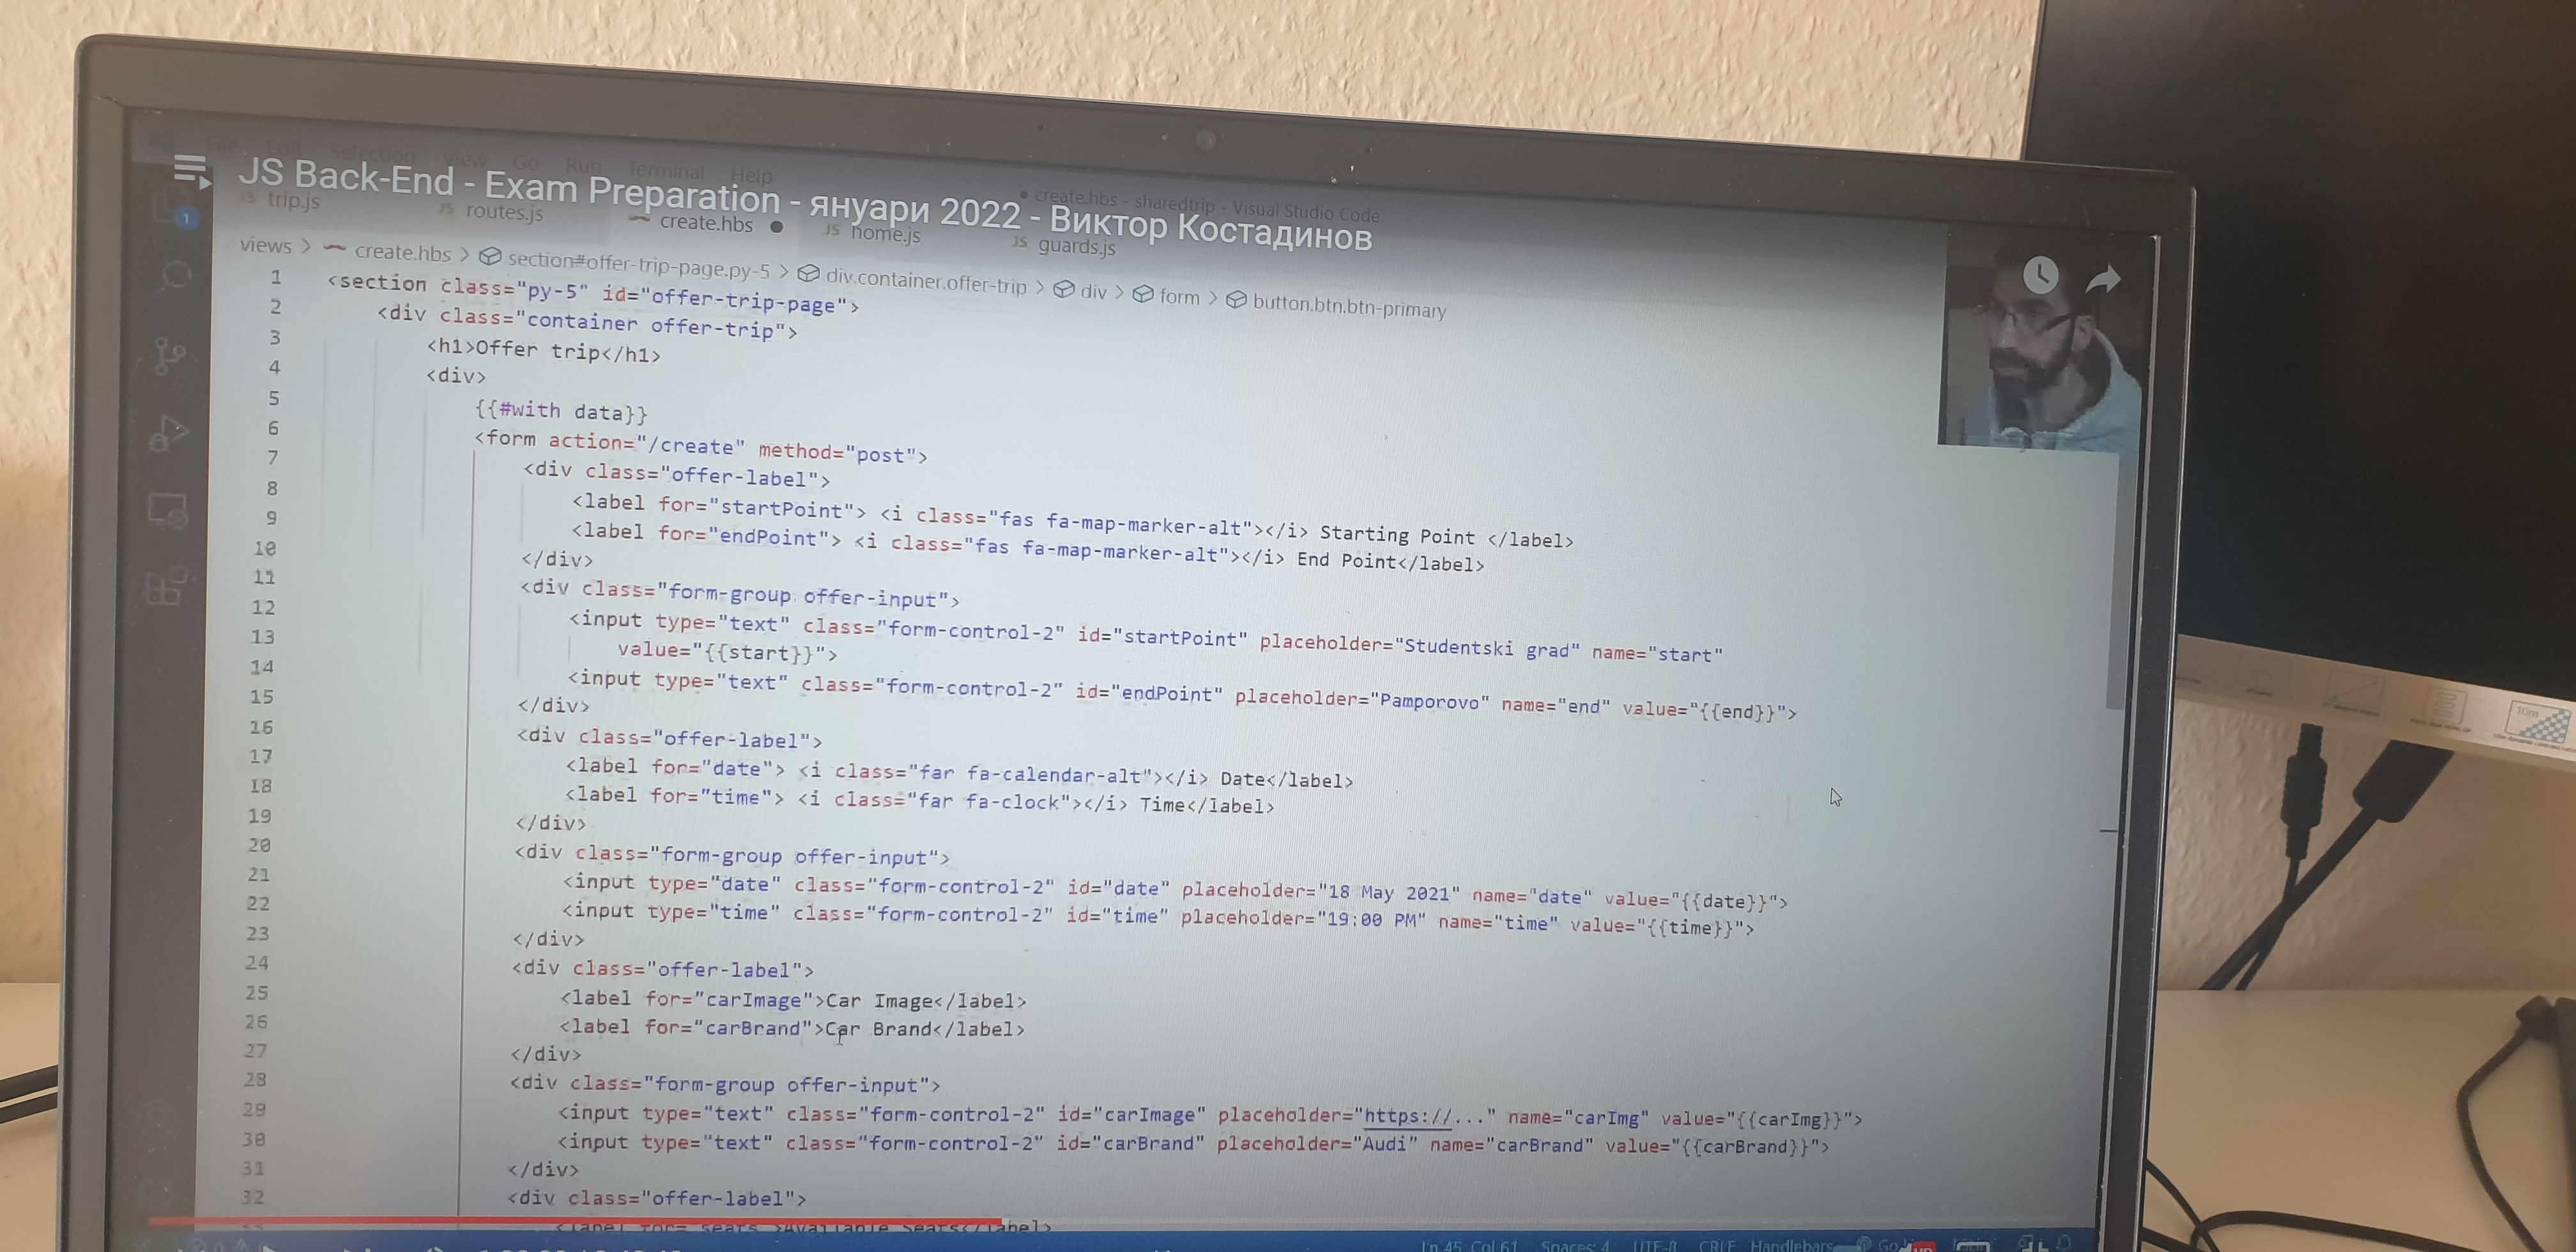 JS Back-End - Exam Preparation - януари 2022 - Виктор Костадинов
Selection View Go Run Terminal Help
create.hbs - sharedtrip - Visual Studio Code
JS trip.js JS routes.js create.hbs JS home.js JS guards.js
views > create.hbs > section#offer-trip-page.py-5 > div.container.offer-trip > div > form > button.btn.btn-primary
1 <section class="py-5" id="offer-trip-page">
2 <div class="container offer-trip">
3 <h1>Offer trip</h1>
4 <div>
5 {{#with data}}
6 <form action="/create" method="post">
7 <div class="offer-label">
8 <label for="startPoint"> <i class="fas fa-map-marker-alt"></i> Starting Point </label>
9 <label for="endPoint"> <i class="fas fa-map-marker-alt"></i> End Point</label>
10 </div>
11 <div class="form-group offer-input">
12 <input type="text" class="form-control-2" id="startPoint" placeholder="Studentski grad" name="start"
13 value="{{start}}">
14 <input type="text" class="form-control-2" id="endPoint" placeholder="Pamporovo" name="end" value="{{end}}">
15 </div>
16 <div class="offer-label">
17 <label for="date"> <i class="far fa-calendar-alt"></i> Date</label>
18 <label for="time"> <i class="far fa-clock"></i> Time</label>
19 </div>
20 <div class="form-group offer-input">
21 <input type="date" class="form-control-2" id="date" placeholder="18 May 2021" name="date" value="{{date}}">
22 <input type="time" class="form-control-2" id="time" placeholder="19:00 PM" name="time" value="{{time}}">
23 </div>
24 <div class="offer-label">
25 <label for="carImage">Car Image</label>
26 <label for="carBrand">Car Brand</label>
27 </div>
28 <div class="form-group offer-input">
29 <input type="text" class="form-control-2" id="carImage" placeholder="https://..." name="carImg" value="{{carImg}}">
30 <input type="text" class="form-control-2" id="carBrand" placeholder="Audi" name="carBrand" value="{{carBrand}}">
31 </div>
32 <div class="offer-label">
<label for="seats">Available Seats</label>
Ln 45, Col 61 Spaces: 4 UTF-8 CRLF Handlebars
10m